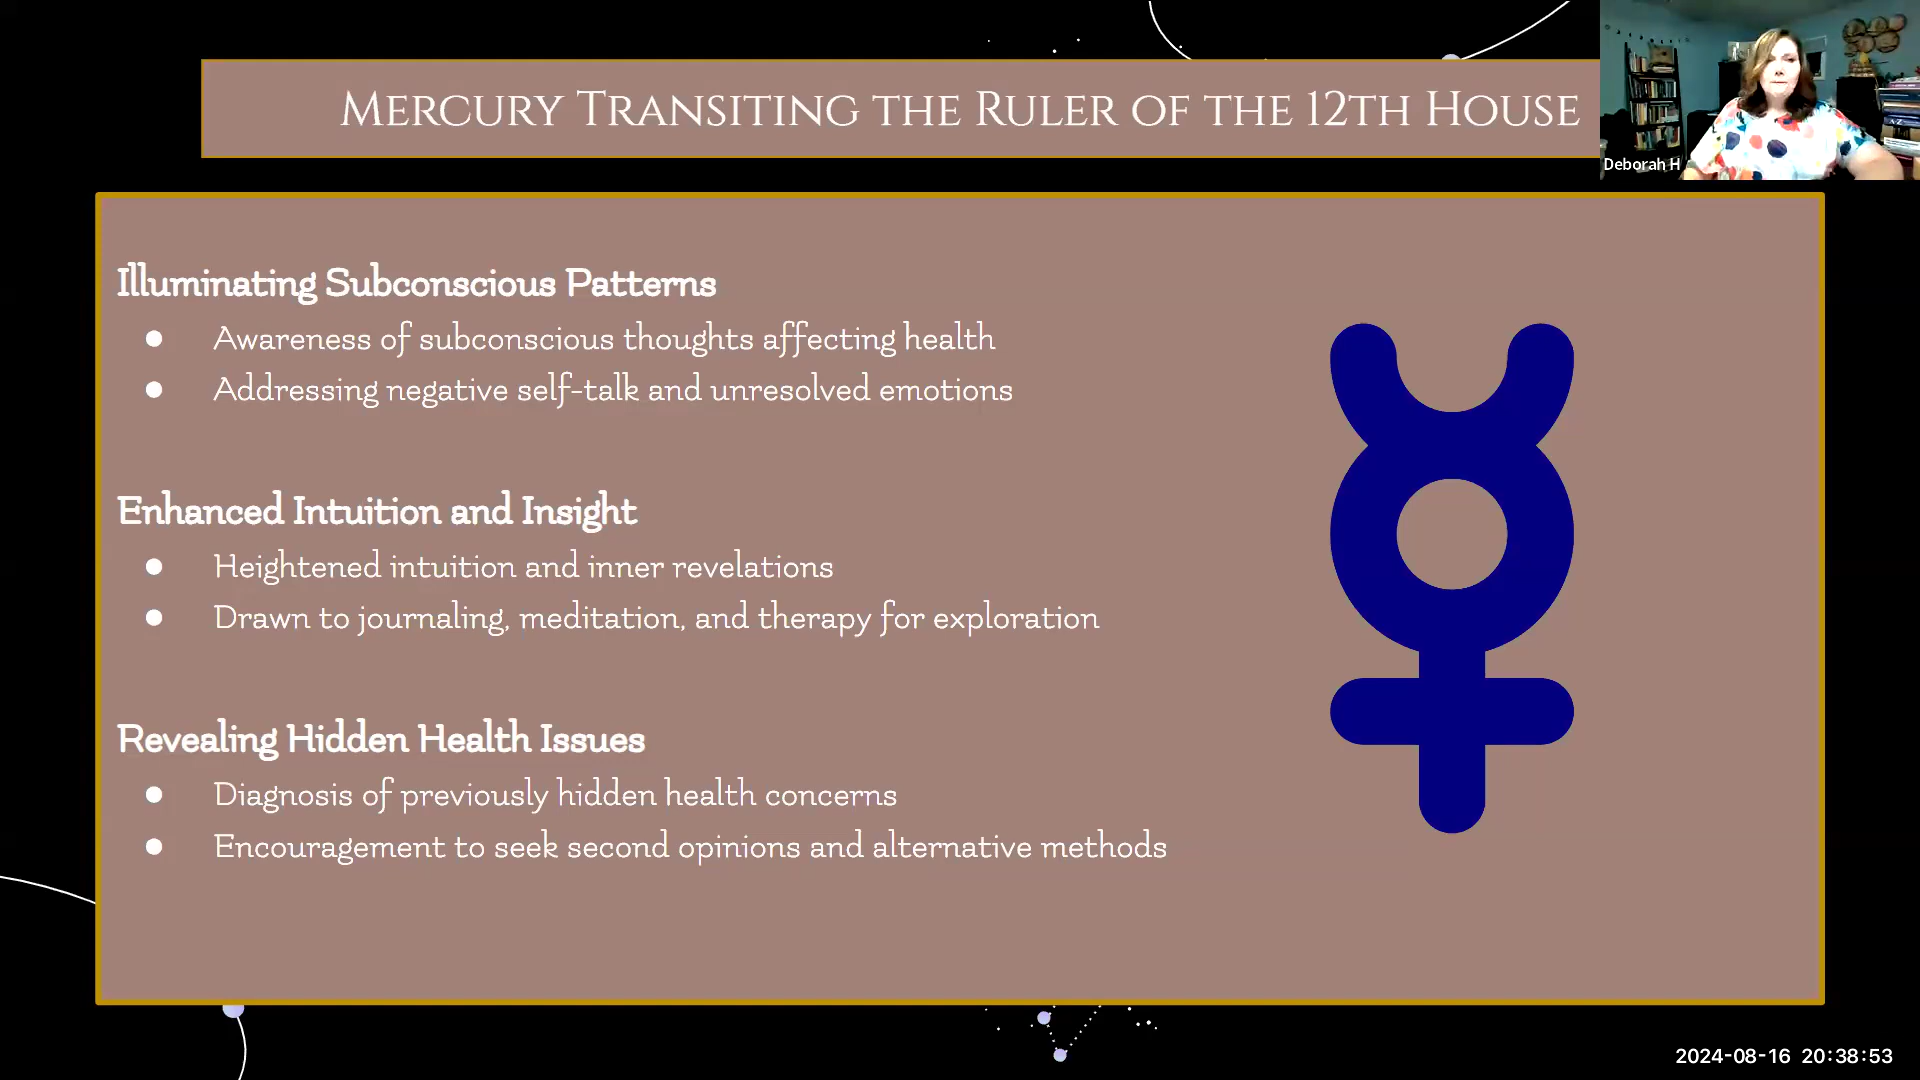 Mercury Transiting the Ruler of the 12th House
Deborah H
Illuminating Subconscious Patterns
● Awareness of subconscious thoughts affecting health
● Addressing negative self-talk and unresolved emotions
Enhanced Intuition and Insight
● Heightened intuition and inner revelations
● Drawn to journaling, meditation, and therapy for exploration
Revealing Hidden Health Issues
● Diagnosis of previously hidden health concerns
● Encouragement to seek second opinions and alternative methods
2024-08-16 20:38:53